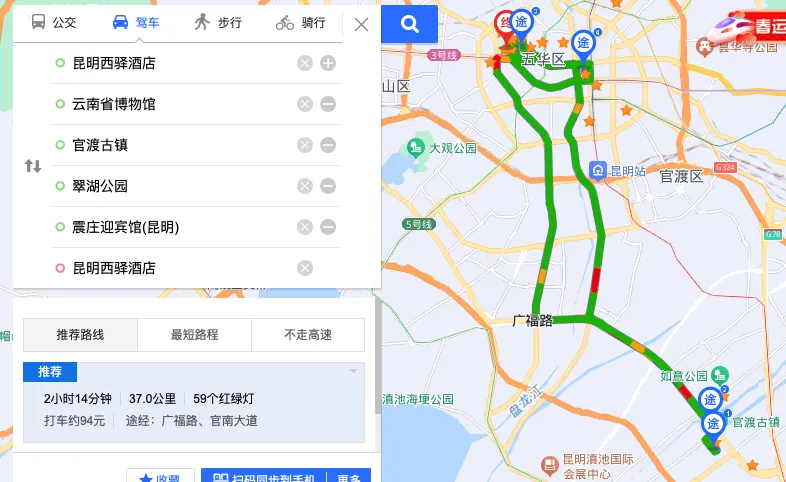 公交 驾车 步行 骑行
昆明西驿酒店
云南省博物馆
官渡古镇
翠湖公园
震庄迎宾馆(昆明)
昆明西驿酒店
推荐路线 最短路程 不走高速
推荐
2小时14分钟 37.0公里 59个红绿灯
打车约94元 途经：广福路、官南大道
收藏 扫码同步到手机 更多
终 途 3
途 4
春运
昙华寺公园
3号线
五华区
山区
大观公园
昆明站
G324
官渡区
5号线
G78
广福路
如意公园
途 2
途 1
官渡古镇
盘龙江
滇池海埂公园
昆明滇池国际
会展中心